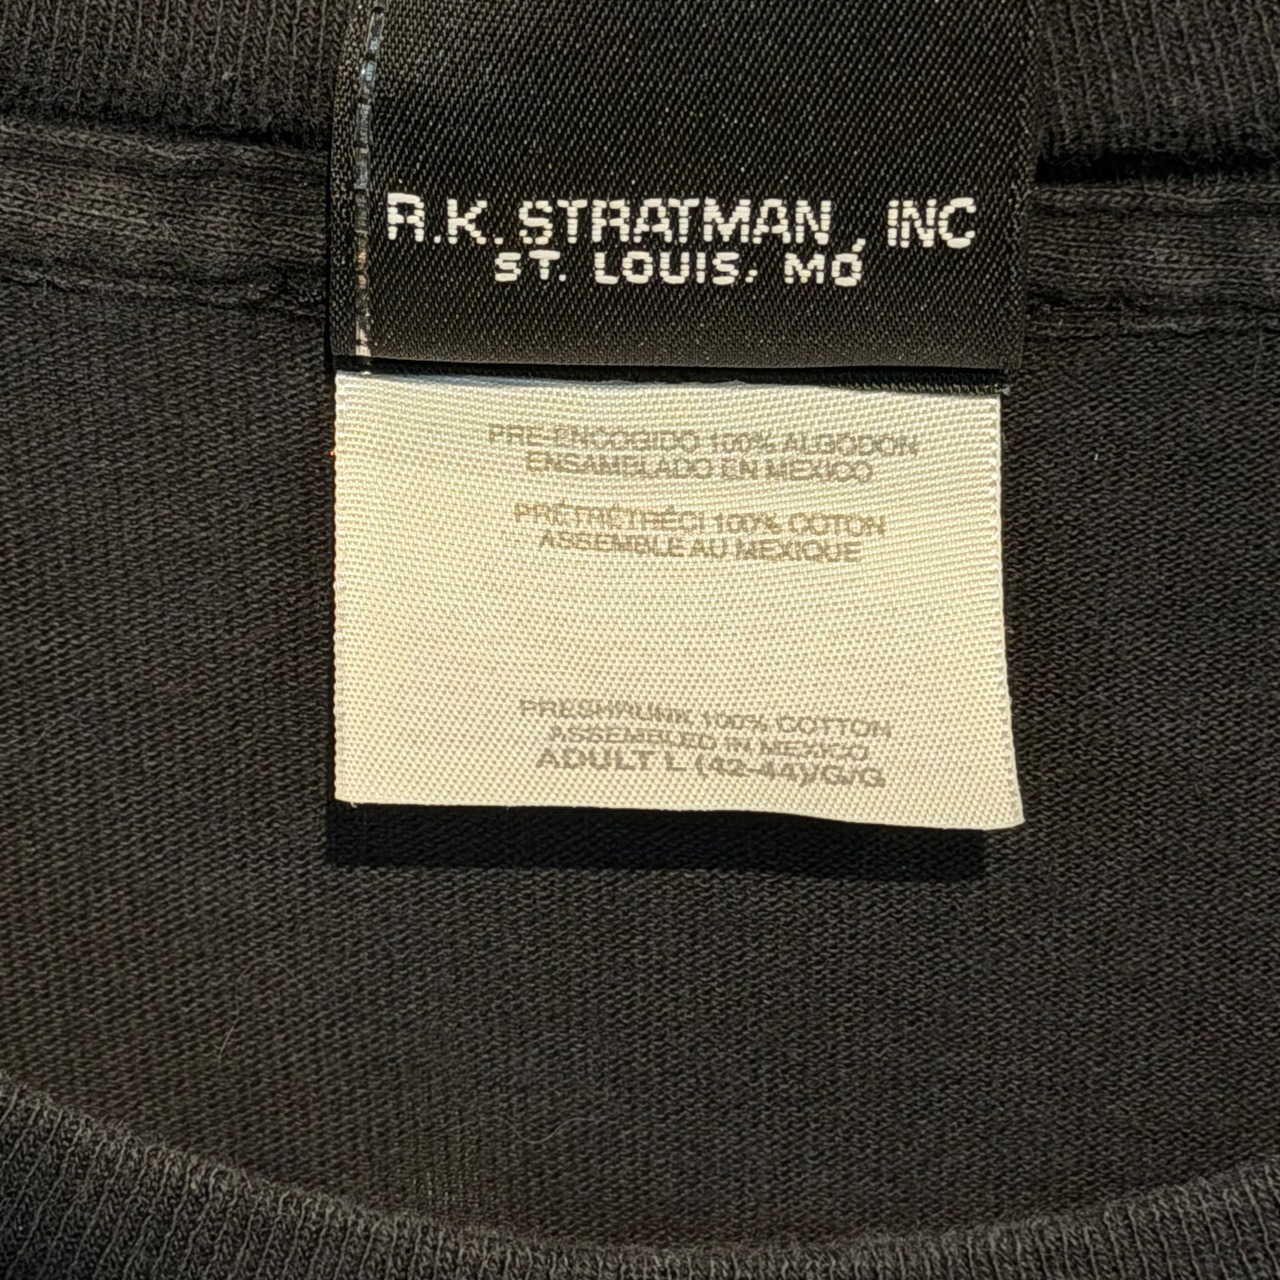 R.K. STRATMAN, INC
ST. LOUIS, MO
PRE-ENCOGIDO 100% ALGODON
ENSAMBLADO EN MEXICO
PRÉTRÉTRÉCI 100% COTON
ASSEMBLE AU MEXIQUE
PRESHRUNK 100% COTTON
ASSEMBLED IN MEXICO
ADULT L (42-44)/G/G